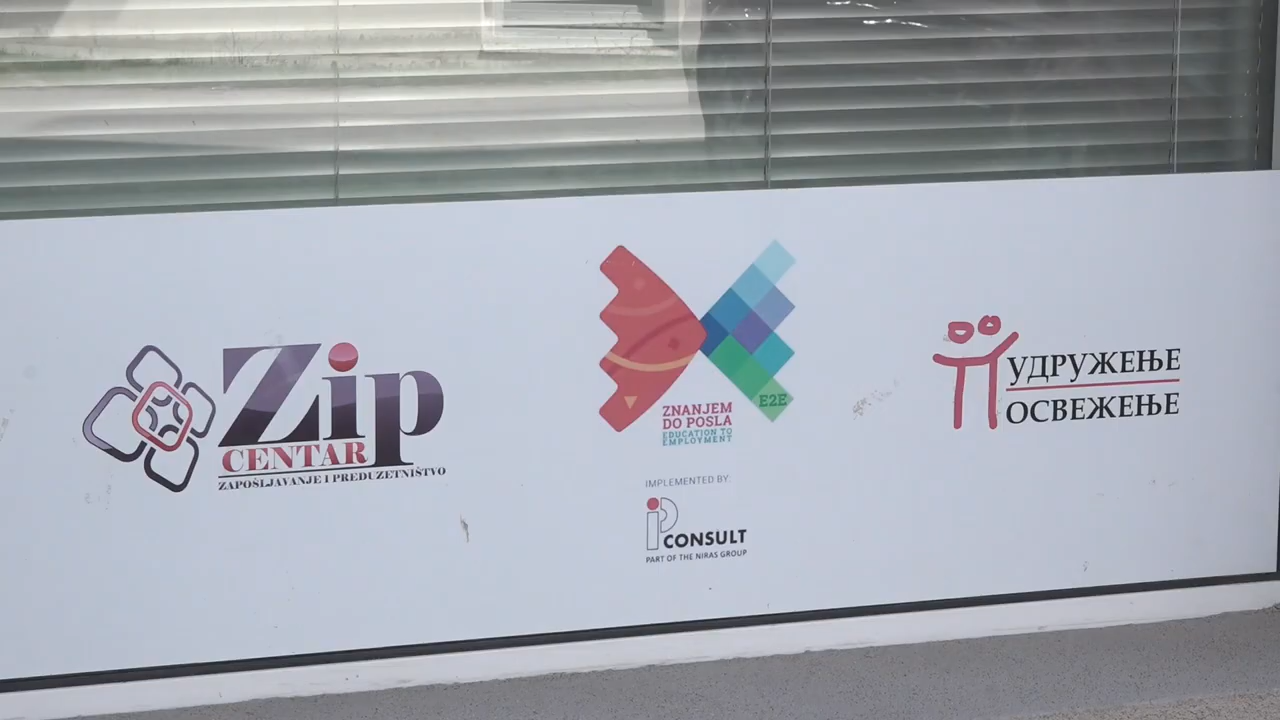 Zip
CENTAR
ZAPOŠLJAVANJE I PREDUZETNIŠTVO
ZNANJEM
DO POSLA
EDUCATION TO
EMPLOYMENT
E2E
IMPLEMENTED BY:
ip
CONSULT
PART OF THE NIRAS GROUP
УДРУЖЕЊЕ
ОСВЕЖЕЊЕ